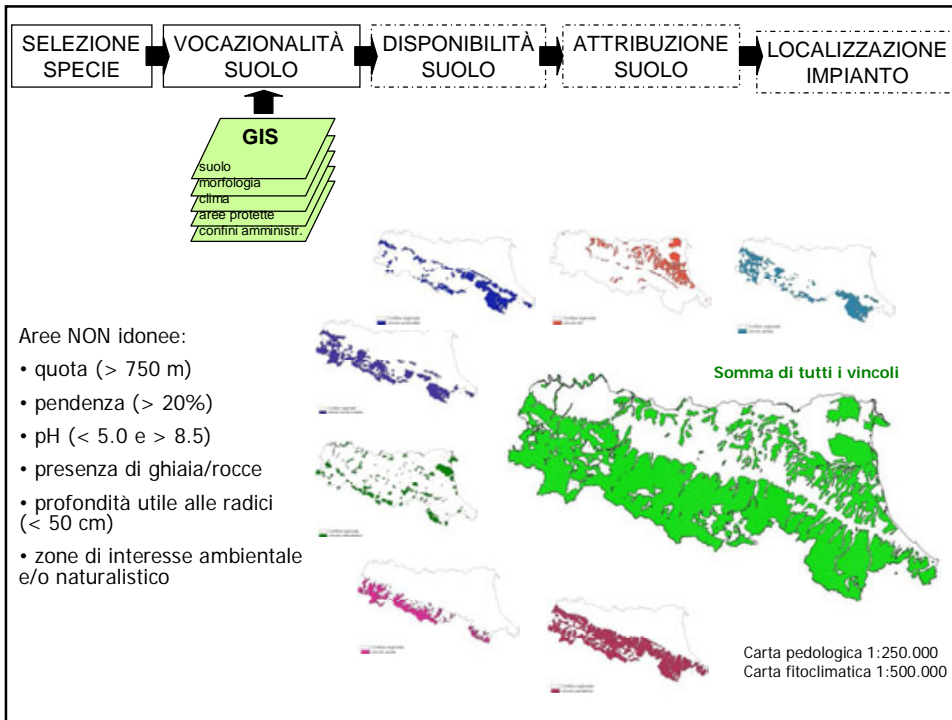 SELEZIONE
SPECIE
VOCAZIONALITÀ
SUOLO
DISPONIBILITÀ
SUOLO
ATTRIBUZIONE
SUOLO
LOCALIZZAZIONE
IMPIANTO
GIS
suolo
morfologia
clima
aree protette
confini amministr.
Aree NON idonee:
• quota (> 750 m)
• pendenza (> 20%)
• pH (< 5.0 e > 8.5)
• presenza di ghiaia/rocce
• profondità utile alle radici
(< 50 cm)
• zone di interesse ambientale
e/o naturalistico
Somma di tutti i vincoli
Carta pedologica 1:250.000
Carta fitoclimatica 1:500.000